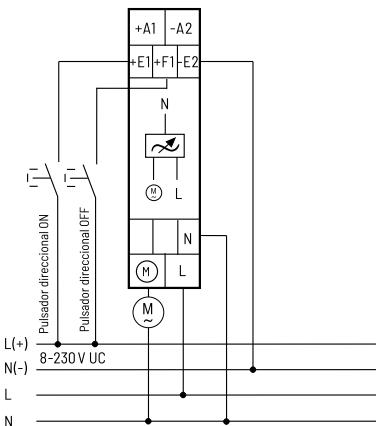 +A1 -A2
+E1 +F1 -E2
N
M ~ L
Pulsador direccional ON
Pulsador direccional OFF
N
M L
M
~
L(+)
8-230 V UC
N(-)
L
N